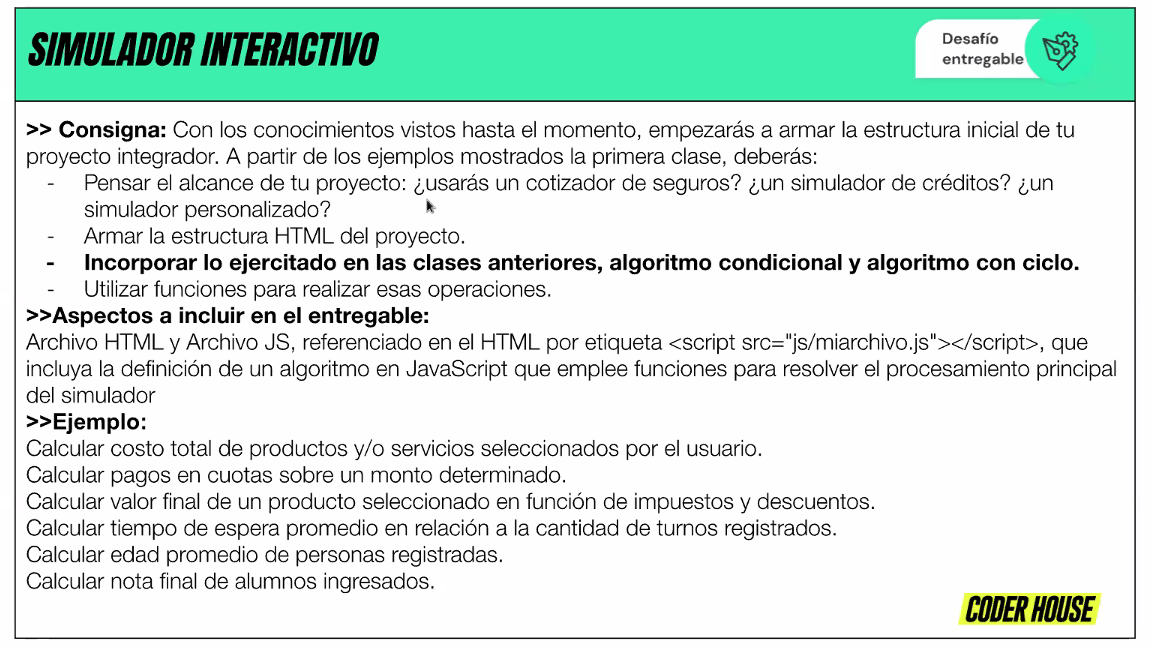 SIMULADOR INTERACTIVO
Desafío
entregable
>> Consigna: Con los conocimientos vistos hasta el momento, empezarás a armar la estructura inicial de tu
proyecto integrador. A partir de los ejemplos mostrados la primera clase, deberás:
- Pensar el alcance de tu proyecto: ¿usarás un cotizador de seguros? ¿un simulador de créditos? ¿un
simulador personalizado?
- Armar la estructura HTML del proyecto.
- Incorporar lo ejercitado en las clases anteriores, algoritmo condicional y algoritmo con ciclo.
- Utilizar funciones para realizar esas operaciones.
>>Aspectos a incluir en el entregable:
Archivo HTML y Archivo JS, referenciado en el HTML por etiqueta <script src="js/miarchivo.js"></script>, que
incluya la definición de un algoritmo en JavaScript que emplee funciones para resolver el procesamiento principal
del simulador
>>Ejemplo:
Calcular costo total de productos y/o servicios seleccionados por el usuario.
Calcular pagos en cuotas sobre un monto determinado.
Calcular valor final de un producto seleccionado en función de impuestos y descuentos.
Calcular tiempo de espera promedio en relación a la cantidad de turnos registrados.
Calcular edad promedio de personas registradas.
Calcular nota final de alumnos ingresados.
CODER HOUSE